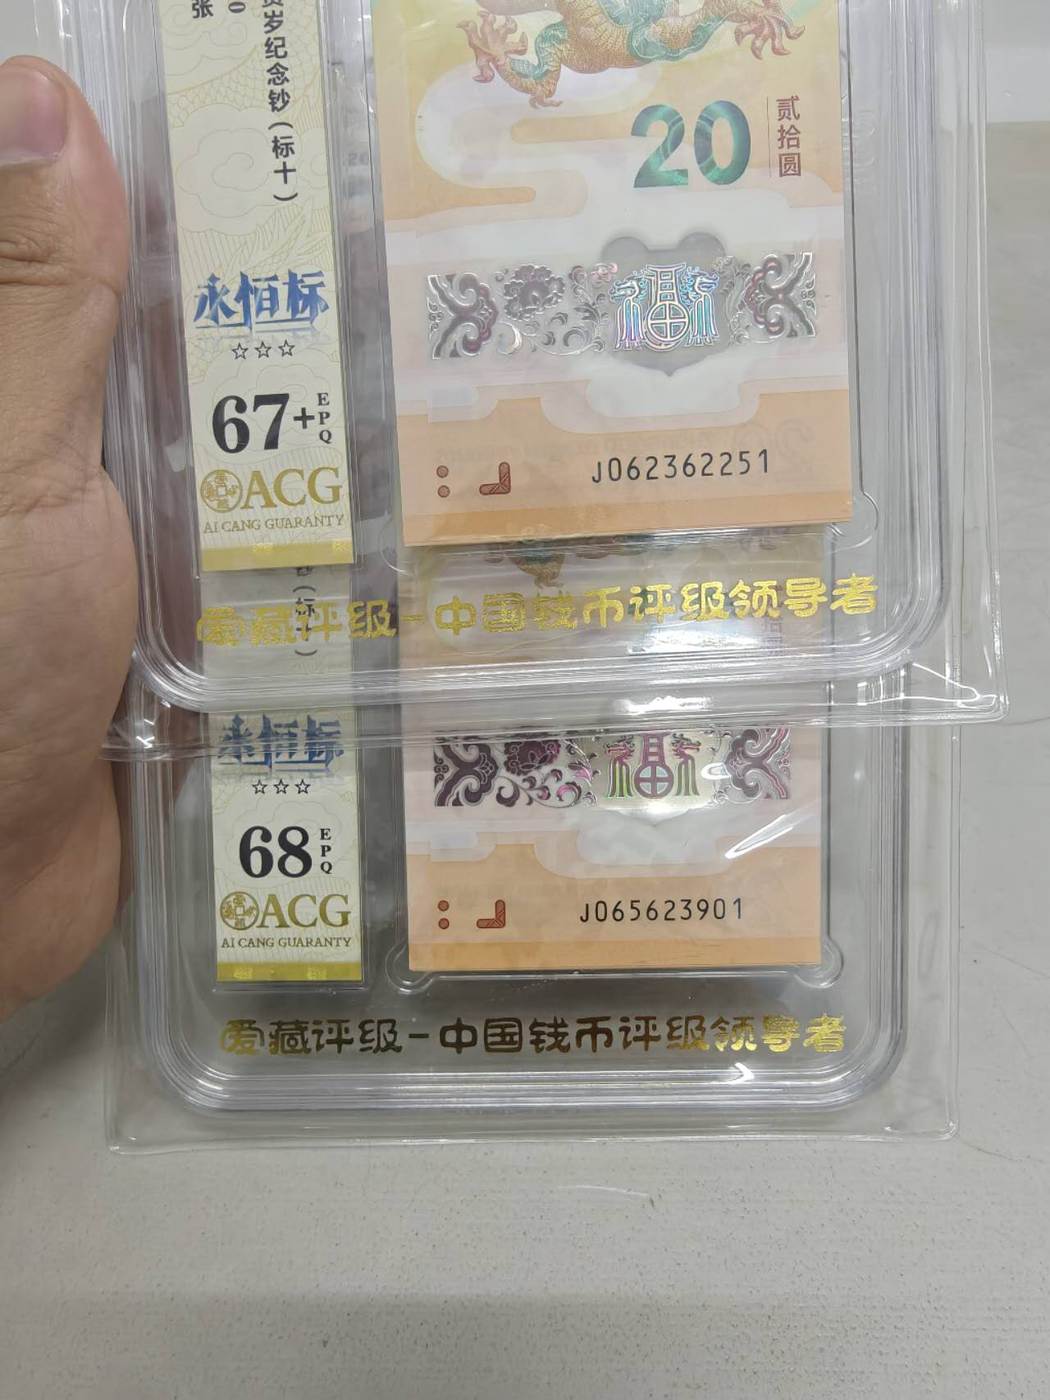 张
0
贺岁纪念钞(标十)
永恒标
☆☆☆
67+ EPQ
ACG
AI CANG GUARANTY
20
贰拾圆
福
J062362251
爱藏评级-中国钱币评级领导者
永恒标
☆☆☆
68 EPQ
ACG
AI CANG GUARANTY
福
J065623901
爱藏评级-中国钱币评级领导者